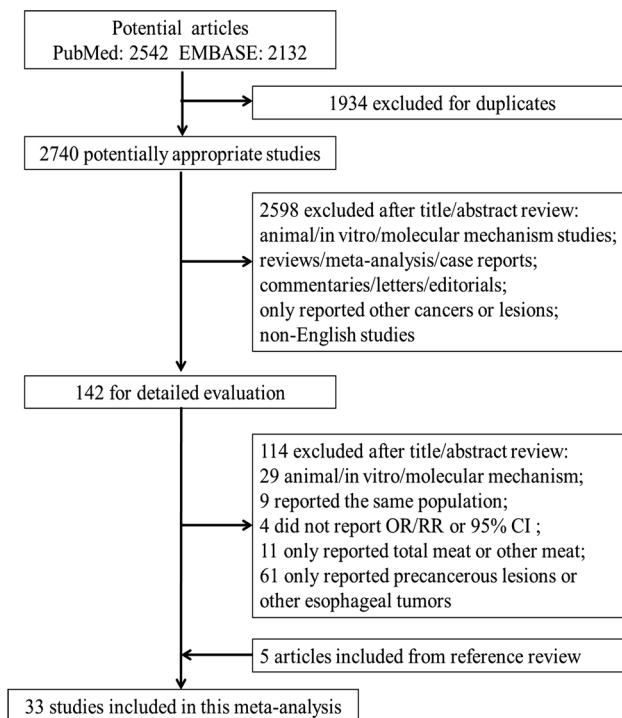 Potential articles
PubMed: 2542 EMBASE: 2132
1934 excluded for duplicates
2740 potentially appropriate studies
2598 excluded after title/abstract review:
animal/in vitro/molecular mechanism studies;
reviews/meta-analysis/case reports;
commentaries/letters/editorials;
only reported other cancers or lesions;
non-English studies
142 for detailed evaluation
114 excluded after title/abstract review:
29 animal/in vitro/molecular mechanism;
9 reported the same population;
4 did not report OR/RR or 95% CI ;
11 only reported total meat or other meat;
61 only reported precancerous lesions or
other esophageal tumors
5 articles included from reference review
33 studies included in this meta-analysis